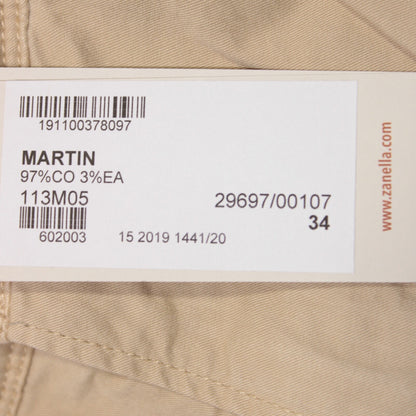 191100378097
MARTIN
97%CO 3%EA
113M05
29697/00107
34
602003
15 2019 1441/20
www.zanella.com